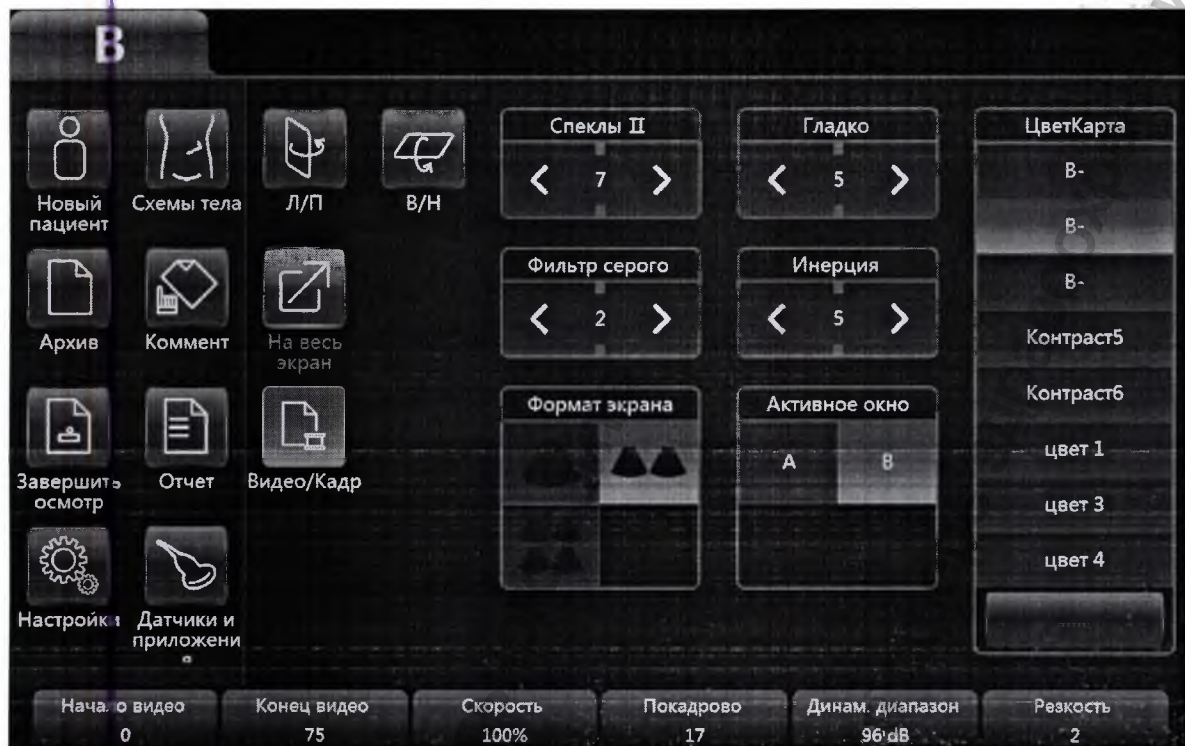 B
Новый
пациент
Схемы тела
Л/П
В/Н
Архив
Коммент
На весь
экран
Завершить
осмотр
Отчет
Видео/Кадр
Настройки
Датчики и
приложени
Спеклы II
7
Гладко
5
Фильтр серого
2
Инерция
5
Формат экрана
Активное окно
A
B
ЦветКарта
B-
B-
B-
Контраст5
Контраст6
цвет 1
цвет 3
цвет 4
Начало видео
0
Конец видео
75
Скорость
100%
Покадрово
17
Динам. диапазон
96 dB
Резкость
2